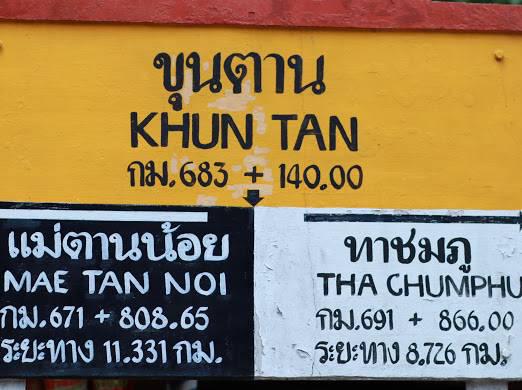 ขุนตาน
KHUN TAN
กม.683 + 140.00
แม่ตานน้อย
MAE TAN NOI
กม.671 + 808.65
ระยะทาง 11.331 กม.
ทาชมภู
THA CHUMPHU
กม.691 + 866.00
ระยะทาง 8.726 กม.